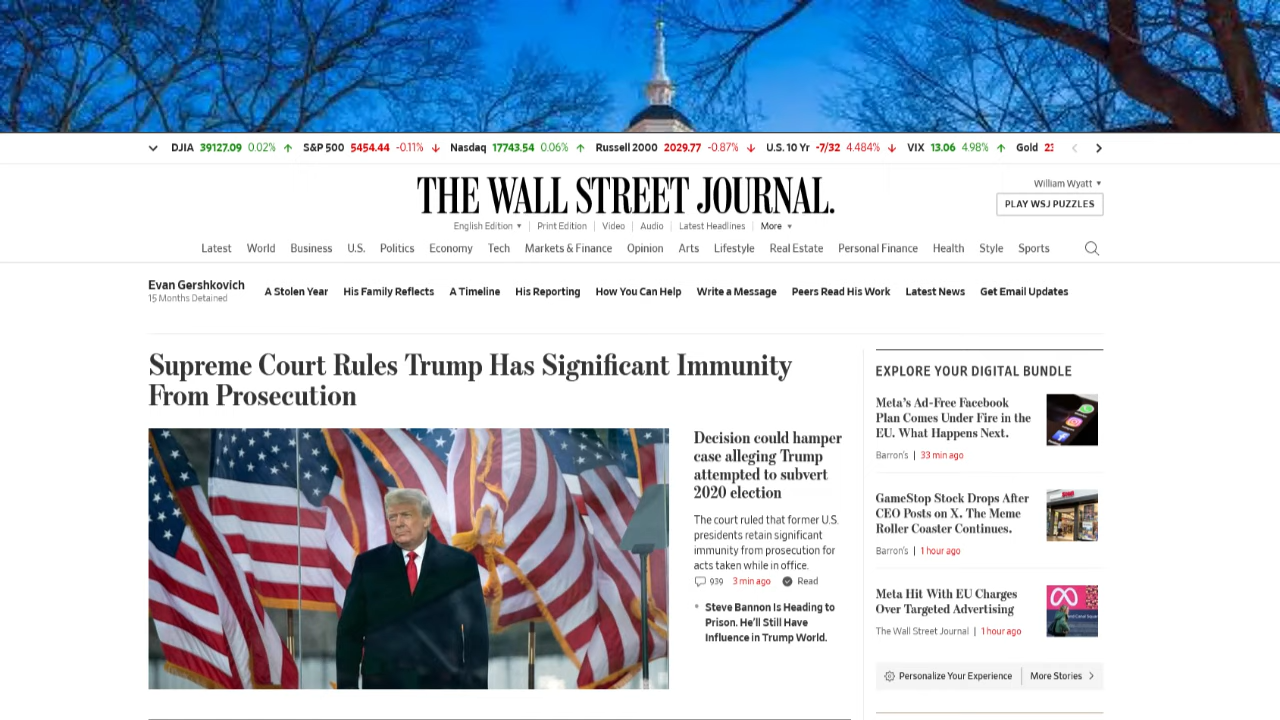 DJIA 39127.09 0.02% S&P 500 5454.44 -0.11% Nasdaq 17743.54 0.06% Russell 2000 2029.77 -0.87% U.S. 10 Yr -7/32 4.484% VIX 13.06 4.98% Gold
THE WALL STREET JOURNAL.
William Wyatt
PLAY WSJ PUZZLES
English Edition Print Edition Video Audio Latest Headlines More
Latest World Business U.S. Politics Economy Tech Markets & Finance Opinion Arts Lifestyle Real Estate Personal Finance Health Style Sports
Evan Gershkovich
15 Months Detained
A Stolen Year His Family Reflects A Timeline His Reporting How You Can Help Write a Message Peers Read His Work Latest News Get Email Updates
Supreme Court Rules Trump Has Significant Immunity
From Prosecution
Decision could hamper
case alleging Trump
attempted to subvert
2020 election
The court ruled that former U.S.
presidents retain significant
immunity from prosecution for
acts taken while in office.
939 3 min ago Read
• Steve Bannon Is Heading to
Prison. He'll Still Have
Influence in Trump World.
EXPLORE YOUR DIGITAL BUNDLE
Meta's Ad-Free Facebook
Plan Comes Under Fire in the
EU. What Happens Next.
Barron's | 33 min ago
GameStop Stock Drops After
CEO Posts on X. The Meme
Roller Coaster Continues.
Barron's | 1 hour ago
Meta Hit With EU Charges
Over Targeted Advertising
The Wall Street Journal | 1 hour ago
Personalize Your Experience | More Stories